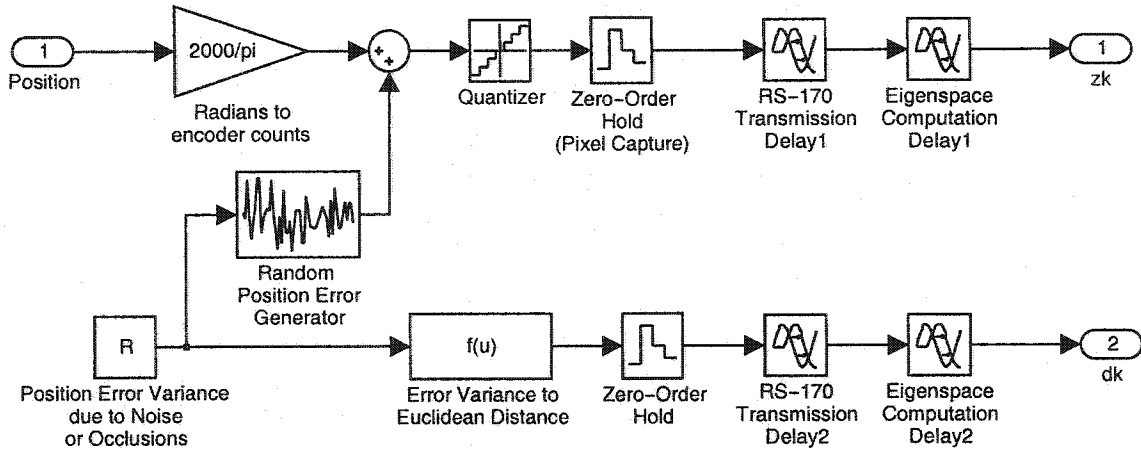 1
Position
2000/pi
Radians to
encoder counts
+
+
Quantizer
Zero-Order
Hold
(Pixel Capture)
RS-170
Transmission
Delay1
Eigenspace
Computation
Delay1
1
zk
Random
Position Error
Generator
R
Position Error Variance
due to Noise
or Occlusions
f(u)
Error Variance to
Euclidean Distance
Zero-Order
Hold
RS-170
Transmission
Delay2
Eigenspace
Computation
Delay2
2
dk